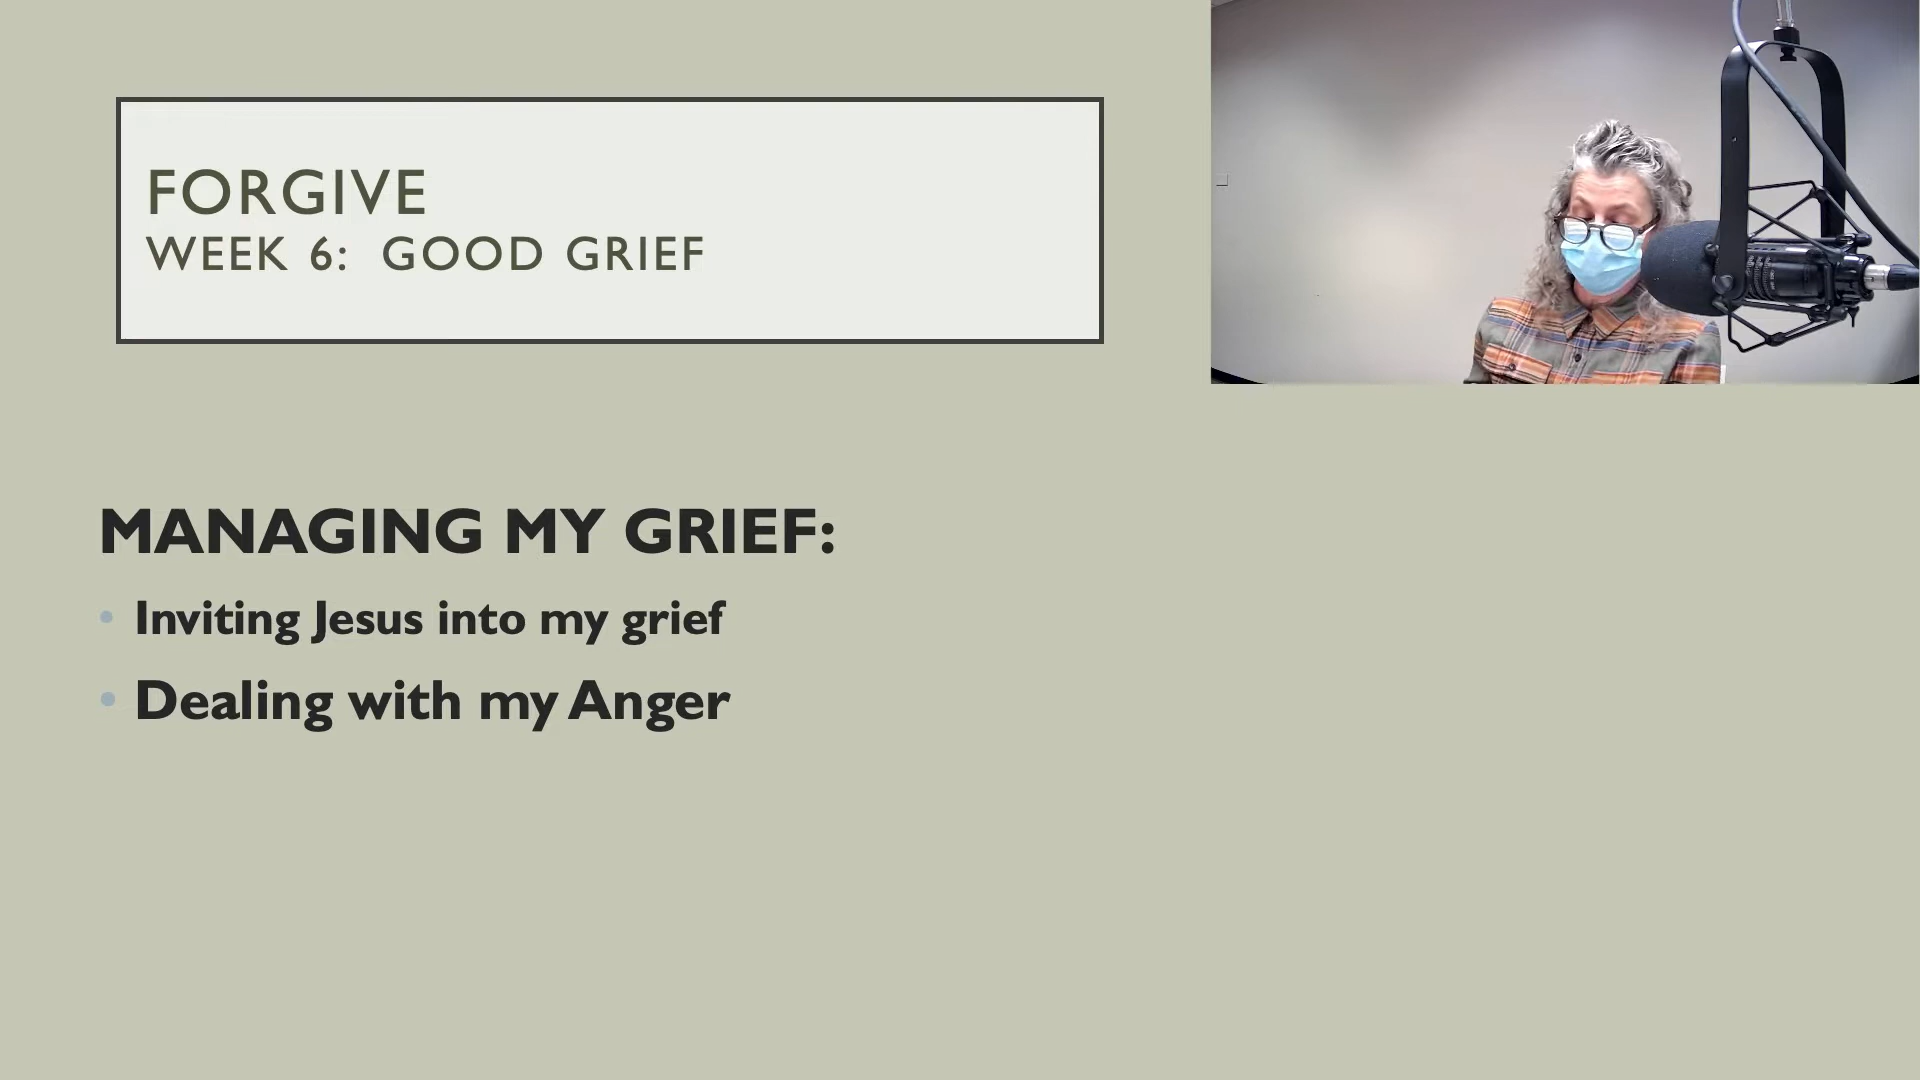 FORGIVE
WEEK 6: GOOD GRIEF
MANAGING MY GRIEF:
• Inviting Jesus into my grief
• Dealing with my Anger